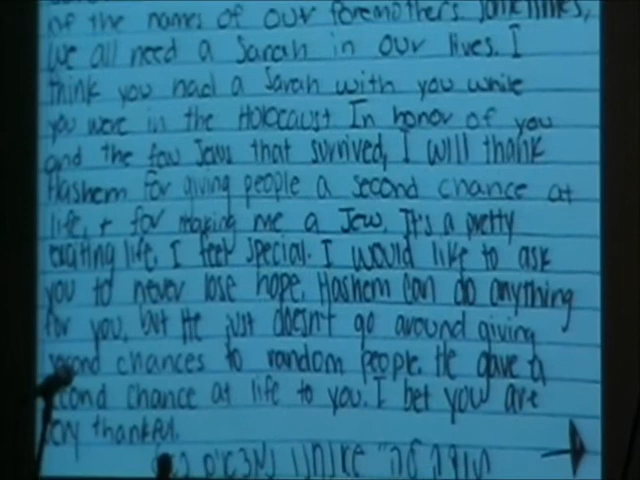 of the names of our foremothers. Sometimes,
we all need a Sarah in our lives. I
think you had a Sarah with you while
you were in the Holocaust In honor of you
and the few Jews that survived, I will thank
Hashem for giving people a second chance at
life, + for making me a Jew. It's a pretty
exciting life. I feel special. I would like to ask
you to never lose hope. Hashem can do anything
for you, but He just doesn't go around giving
second chances to random people. He gave a
second chance at life to you. I bet you are
very thankful.